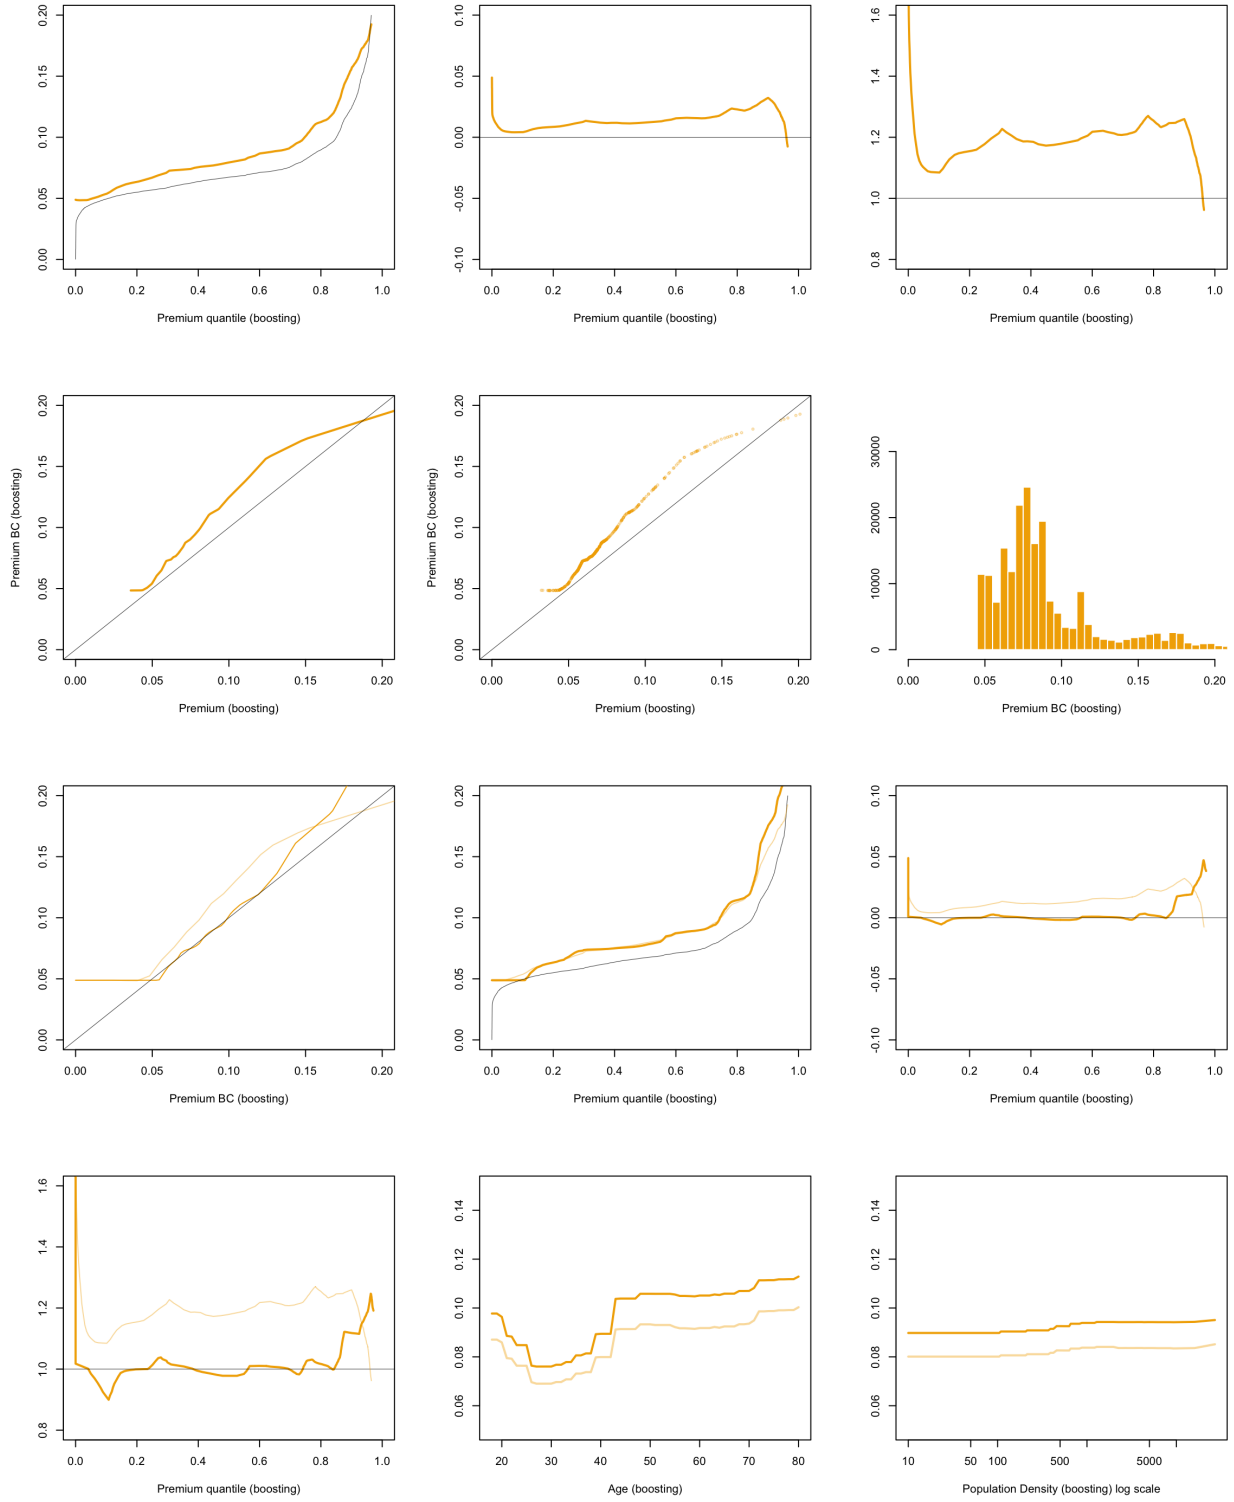 0.00 0.05 0.10 0.15 0.20
0.0 0.2 0.4 0.6 0.8 1.0
Premium quantile (boosting)
-0.10 -0.05 0.00 0.05 0.10
0.0 0.2 0.4 0.6 0.8 1.0
Premium quantile (boosting)
0.8 1.0 1.2 1.4 1.6
0.0 0.2 0.4 0.6 0.8 1.0
Premium quantile (boosting)
Premium BC (boosting)
0.00 0.05 0.10 0.15 0.20
0.00 0.05 0.10 0.15 0.20
Premium (boosting)
Premium BC (boosting)
0.00 0.05 0.10 0.15 0.20
0.00 0.05 0.10 0.15 0.20
Premium (boosting)
0 10000 20000 30000
0.00 0.05 0.10 0.15 0.20
Premium BC (boosting)
0.00 0.05 0.10 0.15 0.20
0.00 0.05 0.10 0.15 0.20
Premium BC (boosting)
0.00 0.05 0.10 0.15 0.20
0.0 0.2 0.4 0.6 0.8 1.0
Premium quantile (boosting)
-0.10 -0.05 0.00 0.05 0.10
0.0 0.2 0.4 0.6 0.8 1.0
Premium quantile (boosting)
0.8 1.0 1.2 1.4 1.6
0.0 0.2 0.4 0.6 0.8 1.0
Premium quantile (boosting)
0.06 0.08 0.10 0.12 0.14
20 30 40 50 60 70 80
Age (boosting)
0.06 0.08 0.10 0.12 0.14
10 50 100 500 5000
Population Density (boosting) log scale